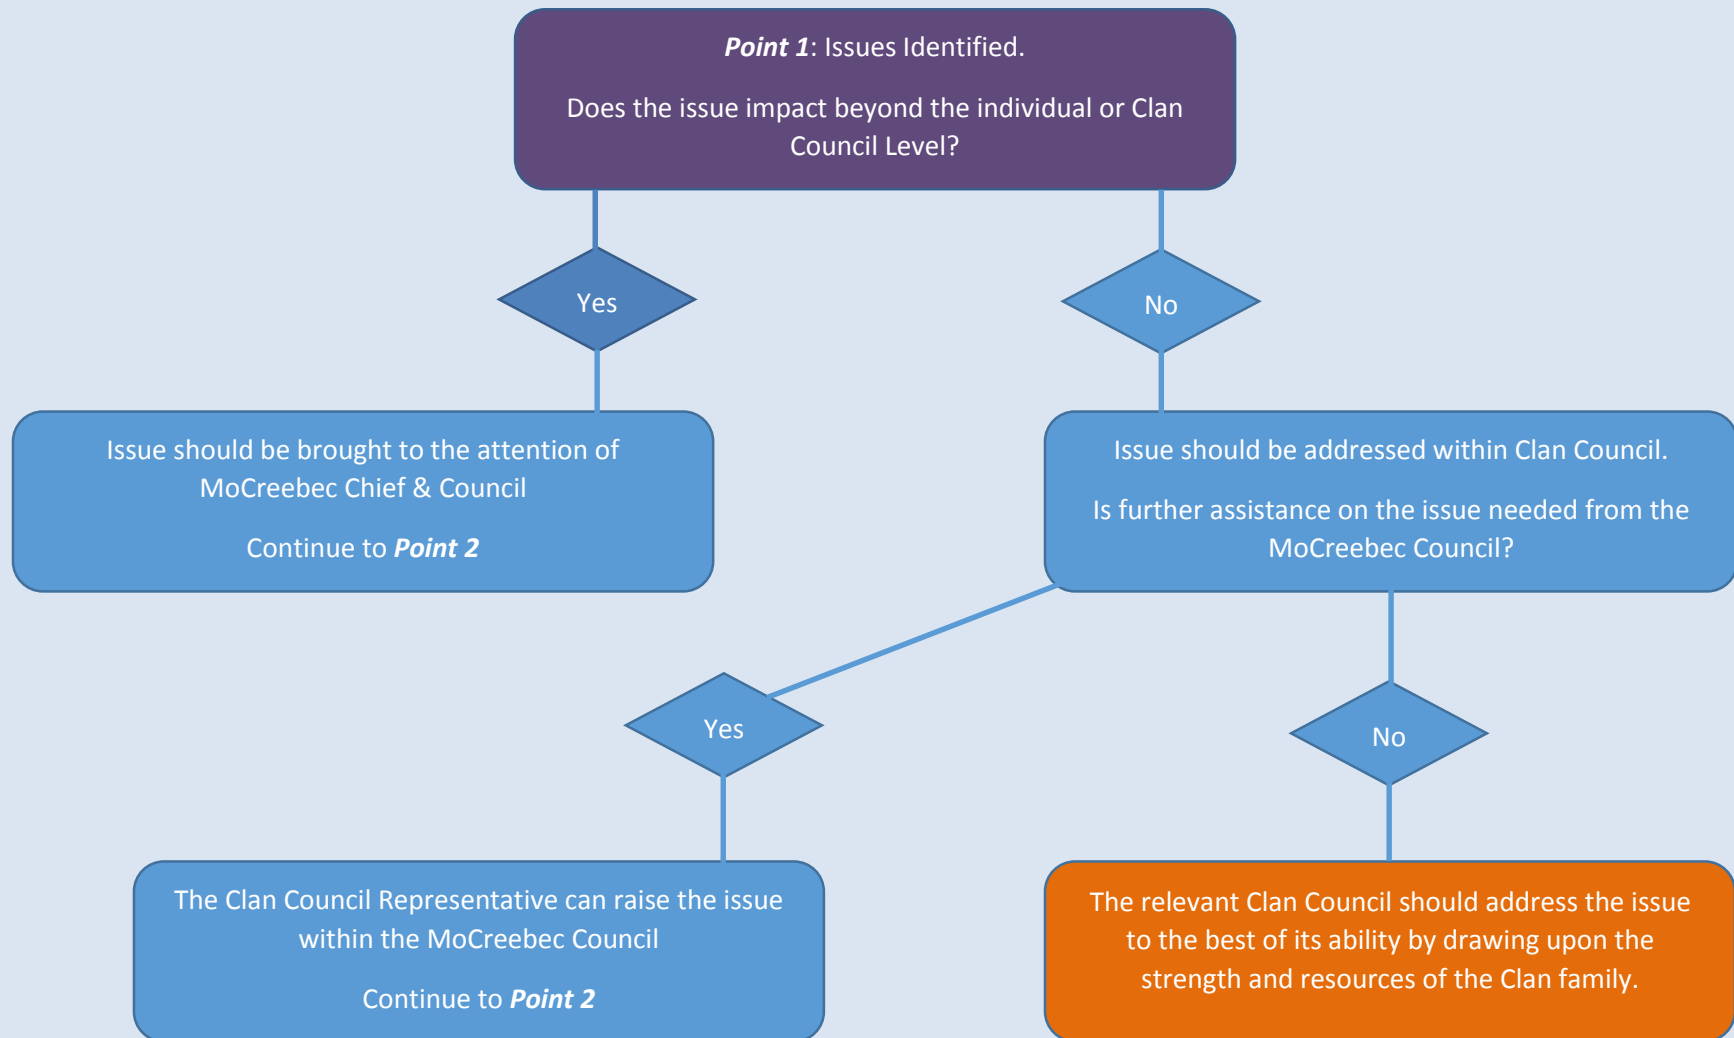 Point 1: Issues Identified.
Does the issue impact beyond the individual or Clan
Council Level?
Yes
No
Issue should be brought to the attention of
MoCreebec Chief & Council
Continue to Point 2
Issue should be addressed within Clan Council.
Is further assistance on the issue needed from the
MoCreebec Council?
Yes
No
The Clan Council Representative can raise the issue
within the MoCreebec Council
Continue to Point 2
The relevant Clan Council should address the issue
to the best of its ability by drawing upon the
strength and resources of the Clan family.